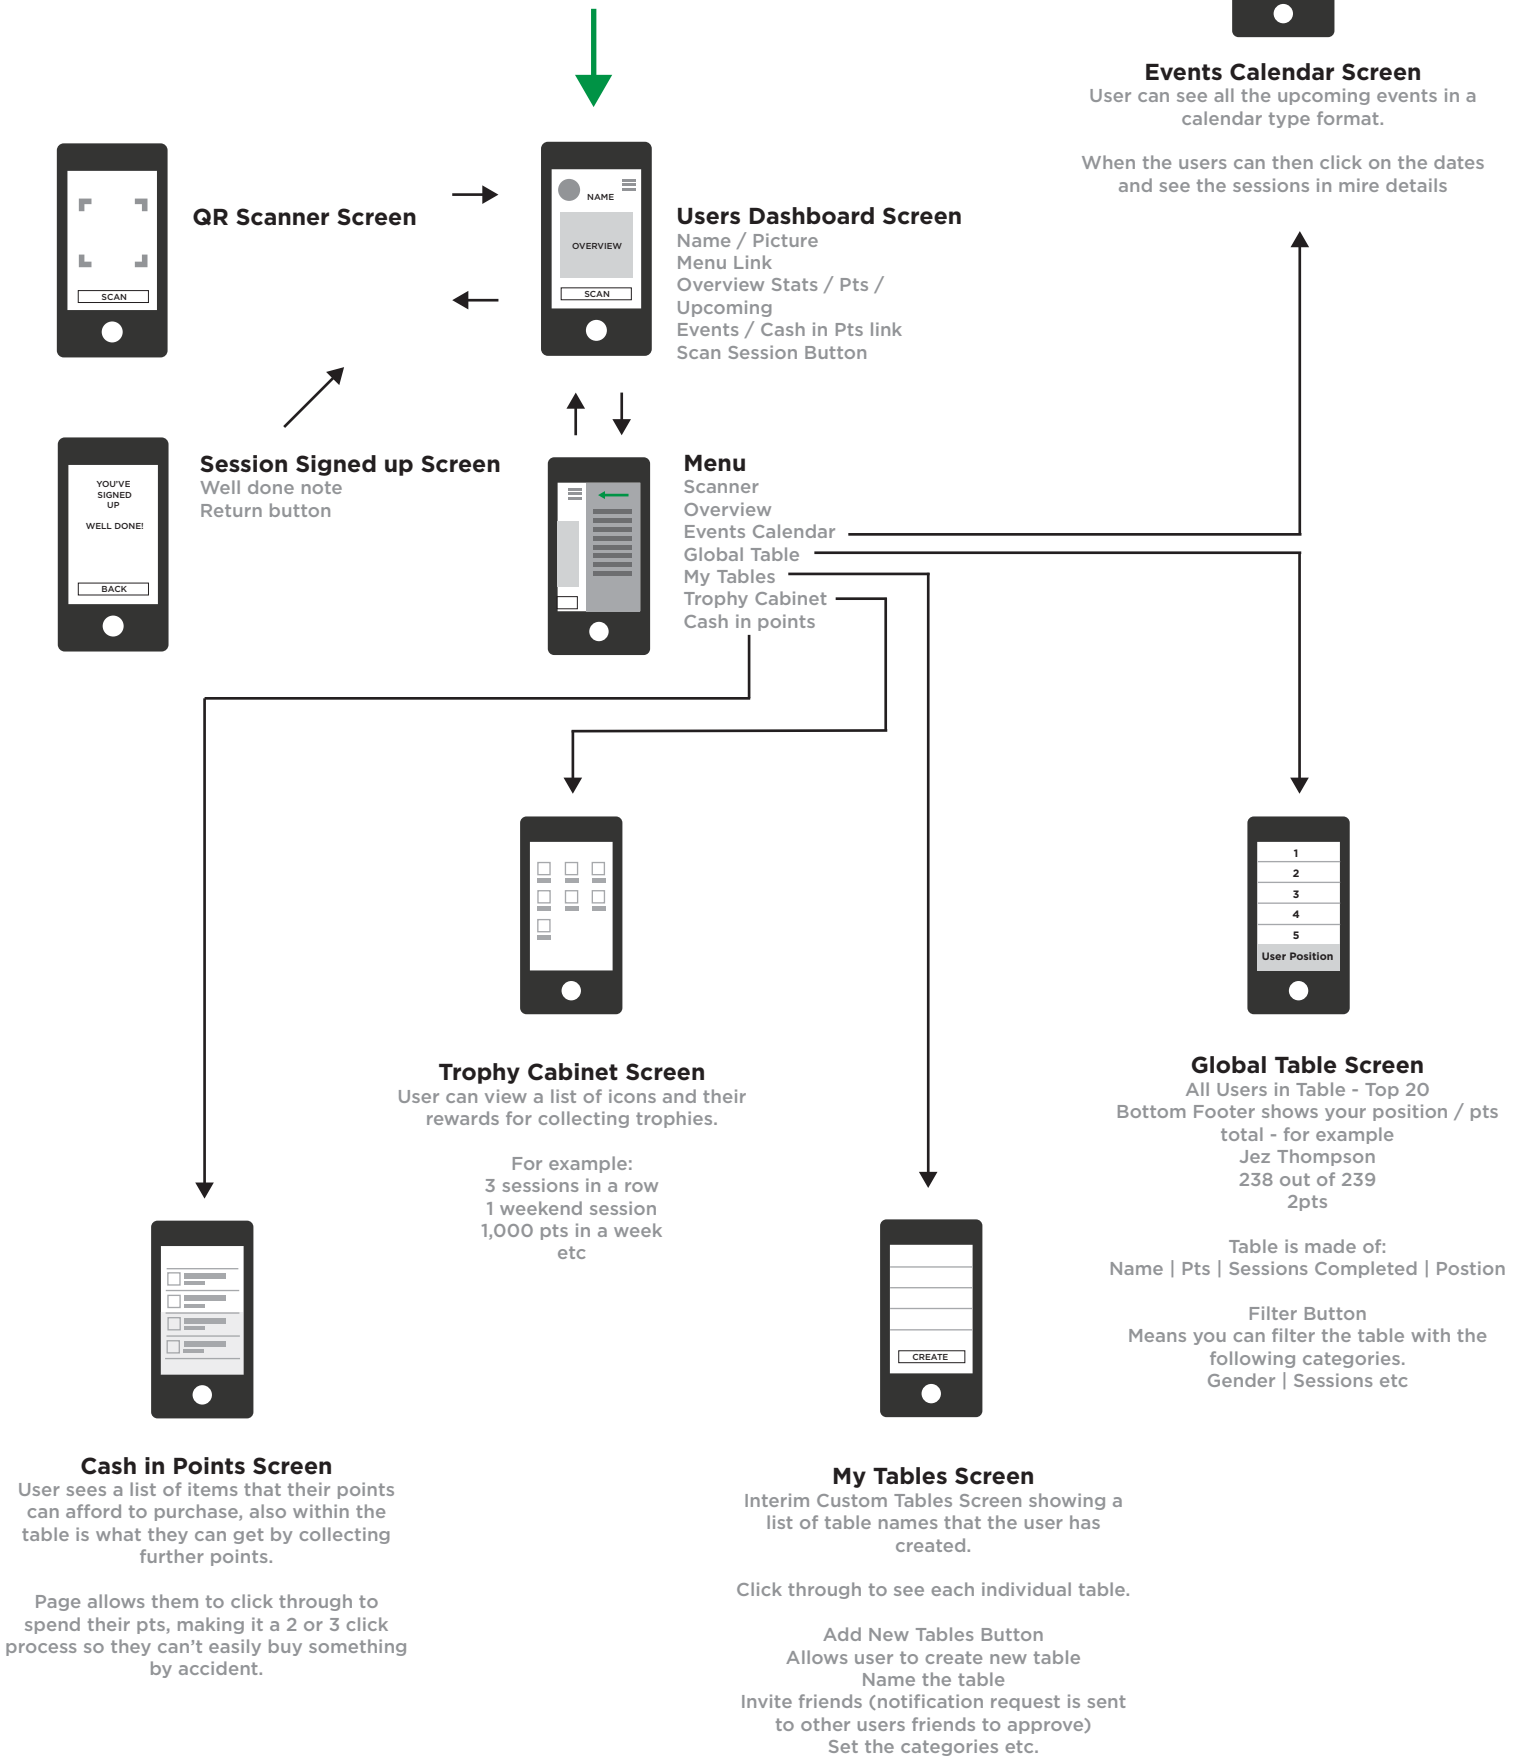 Events Calendar Screen
User can see all the upcoming events in a
calendar type format.
When the users can then click on the dates
and see the sessions in mire details
SCAN
QR Scanner Screen
NAME
OVERVIEW
SCAN
Users Dashboard Screen
Name / Picture
Menu Link
Overview Stats / Pts /
Upcoming
Events / Cash in Pts link
Scan Session Button
YOU'VE
SIGNED
UP
WELL DONE!
BACK
Session Signed up Screen
Well done note
Return button
Menu
Scanner
Overview
Events Calendar
Global Table
My Tables
Trophy Cabinet
Cash in points
Trophy Cabinet Screen
User can view a list of icons and their
rewards for collecting trophies.
For example:
3 sessions in a row
1 weekend session
1,000 pts in a week
etc
1
2
3
4
5
User Position
Global Table Screen
All Users in Table - Top 20
Bottom Footer shows your position / pts
total - for example
Jez Thompson
238 out of 239
2pts
Table is made of:
Name | Pts | Sessions Completed | Postion
Filter Button
Means you can filter the table with the
following categories.
Gender | Sessions etc
Cash in Points Screen
User sees a list of items that their points
can afford to purchase, also within the
table is what they can get by collecting
further points.
Page allows them to click through to
spend their pts, making it a 2 or 3 click
process so they can't easily buy something
by accident.
CREATE
My Tables Screen
Interim Custom Tables Screen showing a
list of table names that the user has
created.
Click through to see each individual table.
Add New Tables Button
Allows user to create new table
Name the table
Invite friends (notification request is sent
to other users friends to approve)
Set the categories etc.